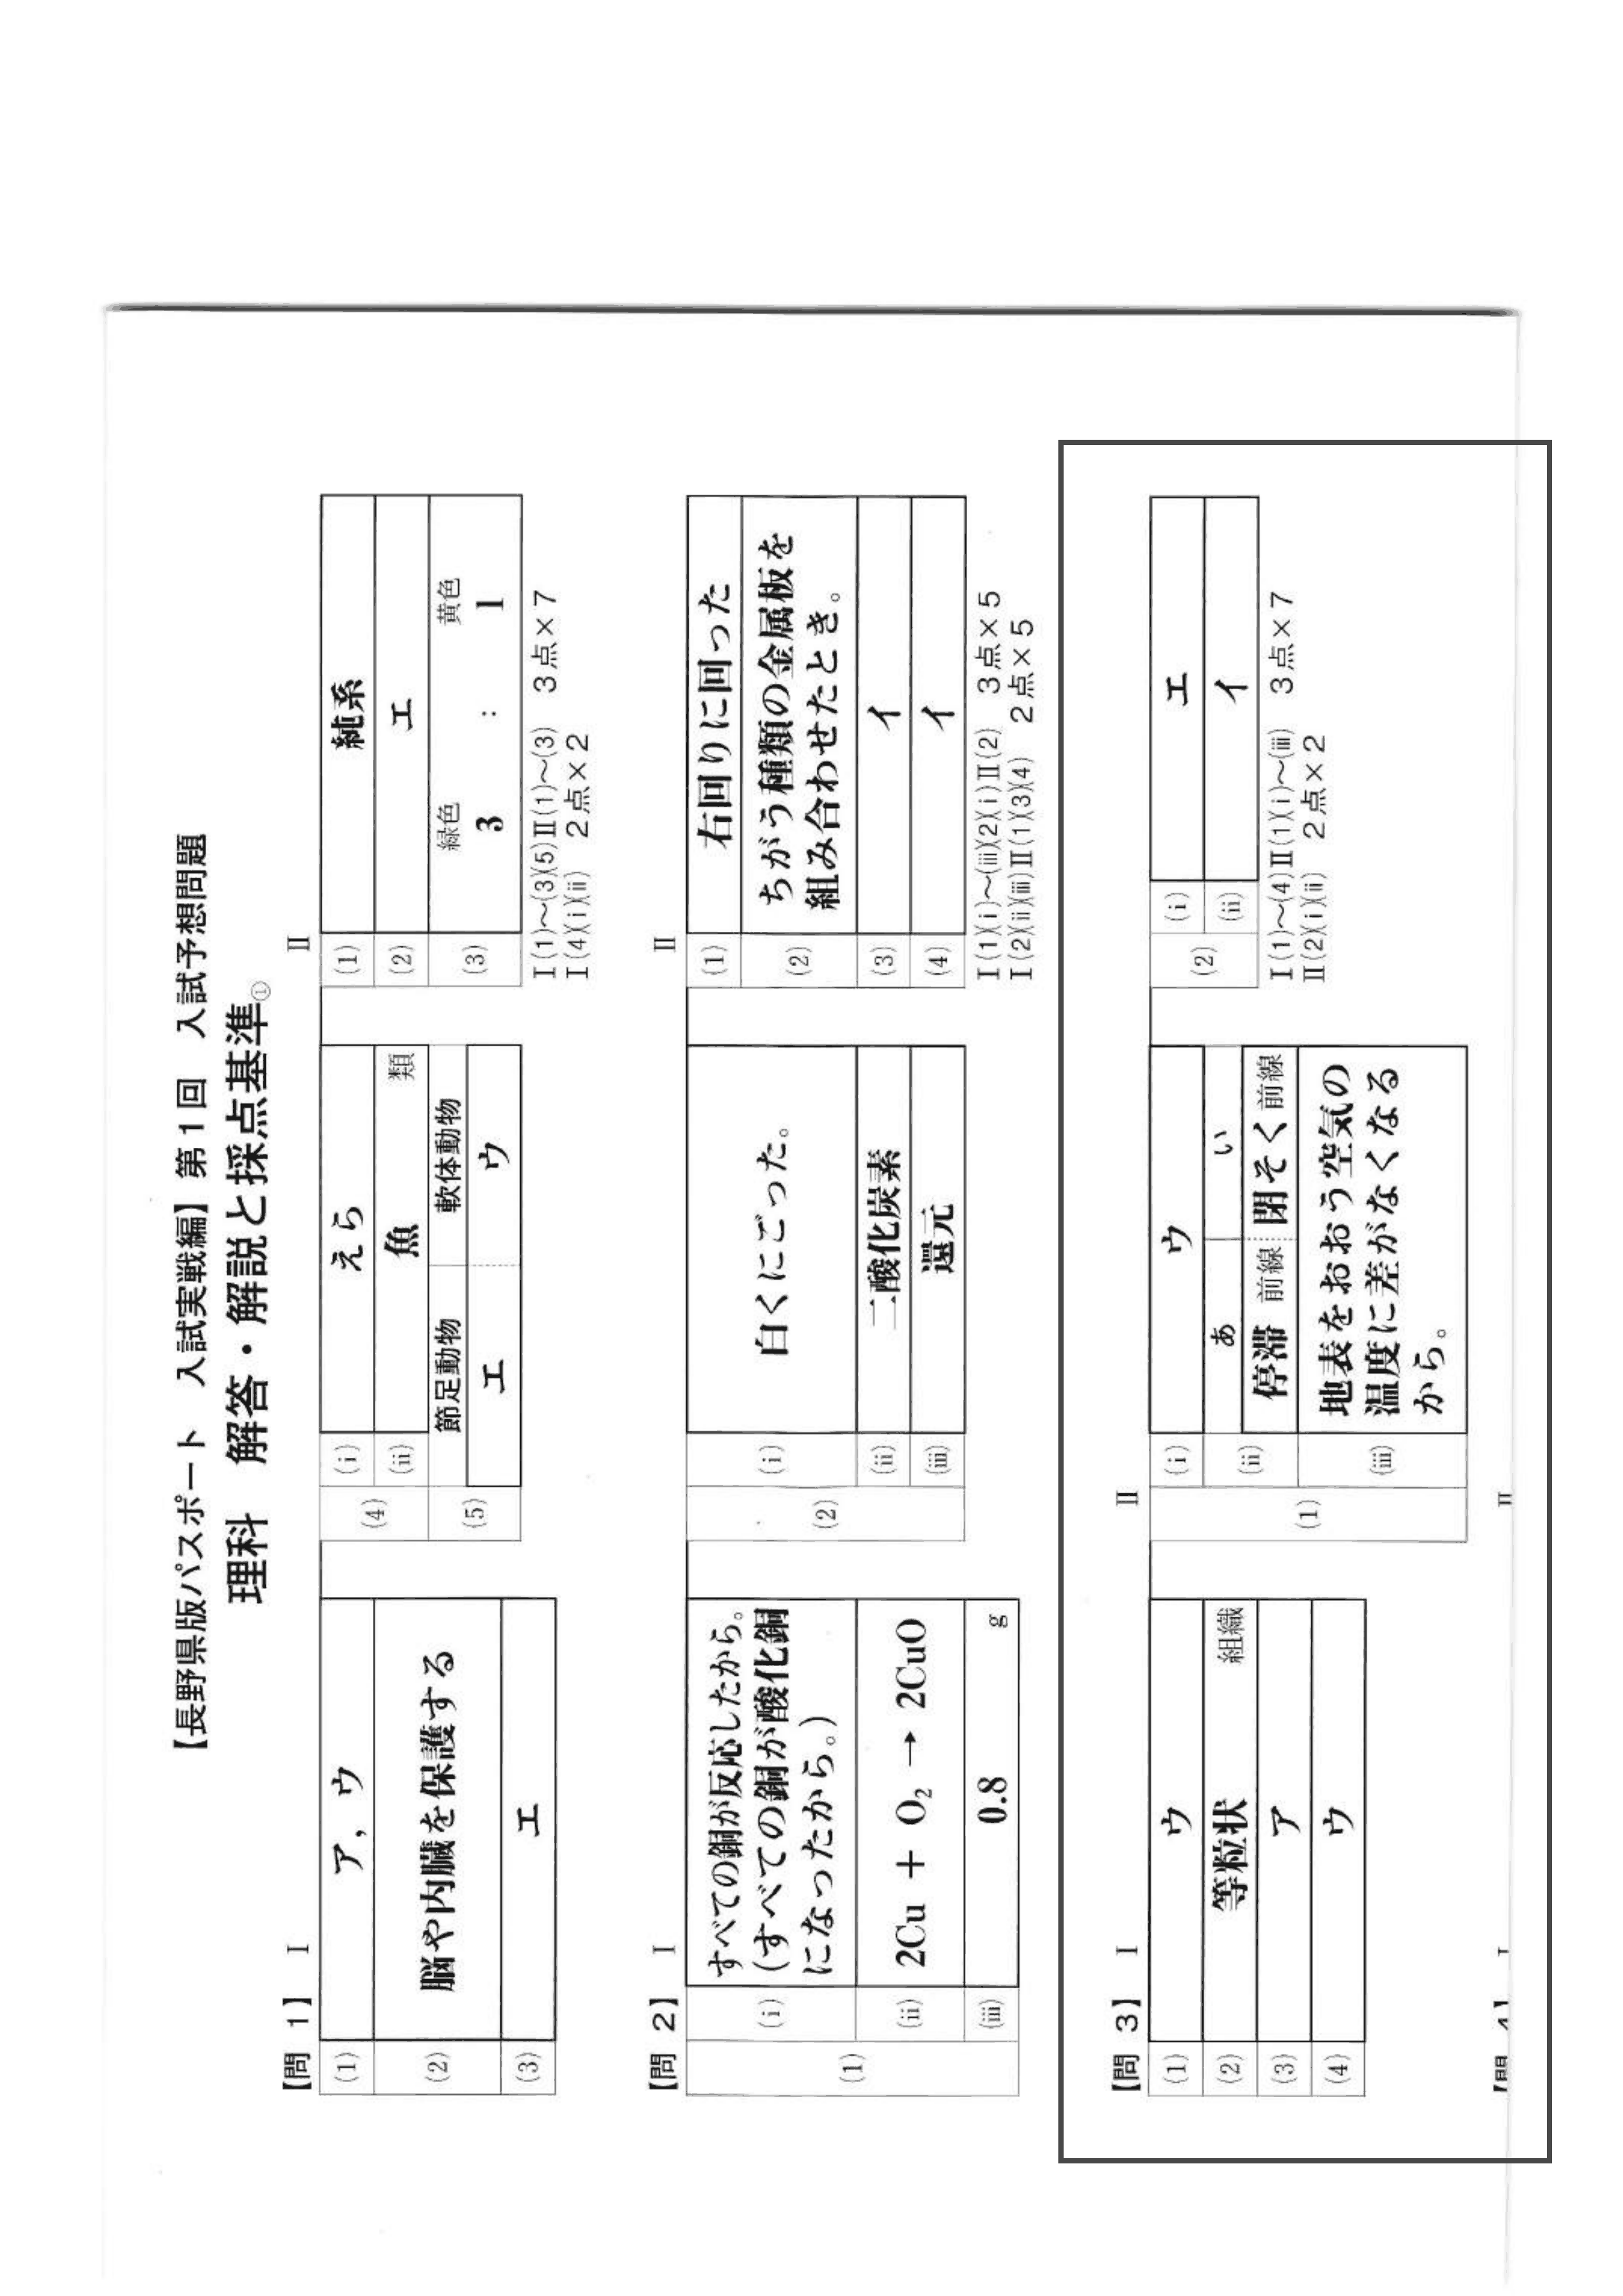 【長野県版パスポート　入試実戦編】第1回　入試予想問題
理科　解答・解説と採点基準①
【問　1】　Ⅰ
(1)　ア，ウ
(2)　脳や内臓を保護する
(3)　エ
(4)　(ⅰ)　えら
(ⅱ)　魚　類
(5)　節足動物　軟体動物
エ　ウ
Ⅱ
(1)　純系
(2)　エ
(3)　緑色　黄色
3　:　1
Ⅰ(1)～(3)(5)Ⅱ(1)～(3)　3点×7
Ⅰ(4)(ⅰ)(ⅱ)　2点×2
【問　2】　Ⅰ
(1)　(ⅰ)　すべての銅が反応したから。
(すべての銅が酸化銅
になったから。)
(ⅱ)　2Cu　+　O₂　→　2CuO
(ⅲ)　0.8　g
(2)　(ⅰ)　白くにごった。
(ⅱ)　二酸化炭素
(ⅲ)　還元
Ⅱ
(1)　右回りに回った
(2)　ちがう種類の金属板を
組み合わせたとき。
(3)　イ
(4)　イ
Ⅰ(1)(ⅰ)～(ⅲ)(2)(ⅰ)Ⅱ(2)　3点×5
Ⅰ(2)(ⅱ)(ⅲ)Ⅱ(1)(3)(4)　2点×5
【問　3】　Ⅰ
(1)　ウ
(2)　等粒状　組織
(3)　ア
(4)　ウ
Ⅱ
(1)　(ⅰ)　ウ
(ⅱ)　あ　い
停滞　前線　閉そく　前線
(ⅲ)　地表をおおう空気の
温度に差がなくなる
から。
(2)　(ⅰ)　エ
(ⅱ)　イ
Ⅰ(1)～(4)Ⅱ(1)(ⅰ)～(ⅲ)　3点×7
Ⅱ(2)(ⅰ)(ⅱ)　2点×2